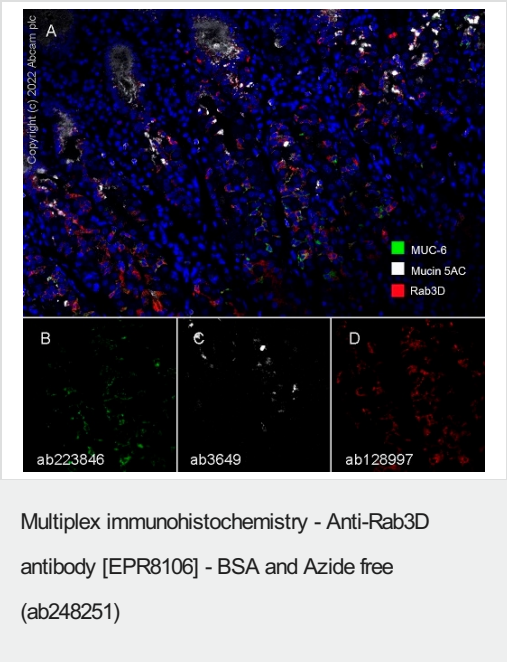 A
Copyright (c) 2022 Abcam plc
MUC-6
Mucin 5AC
Rab3D
B
C
D
ab223846
ab3649
ab128997
Multiplex immunohistochemistry - Anti-Rab3D
antibody [EPR8106] - BSA and Azide free
(ab248251)